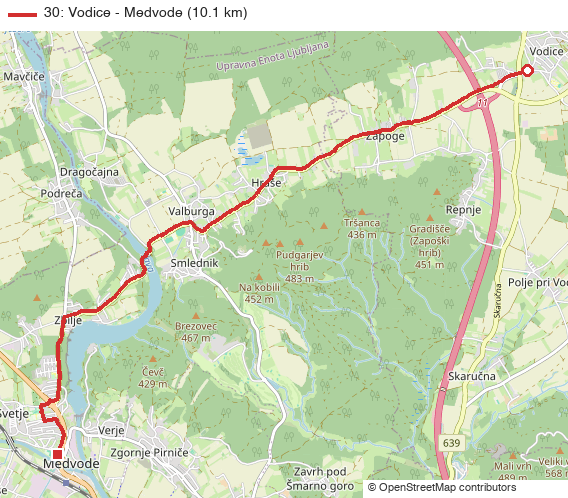 30: Vodice - Medvode (10.1 km)
Vodice
Upravna Enota Ljubljana
Mavčiče
11
Zapoge
Dragočajna
Hraše
Podreča
Valburga
Repnje
Tršanca
436 m
Gradišče
(Zapoški
hrib)
451 m
Pudgarjev
hrib
483 m
Smlednik
Na kobili
452 m
Polje pri Vod
Skaručna
Zbilje
Brezovec
467 m
Čevč
429 m
Skaručna
Svetje
Verje
639
Zgornje Pirniče
Medvode
Zavrh pod
Šmarno goro
Mali vrh
489 m
Veliki v
568 m
© OpenStreetMap contributors